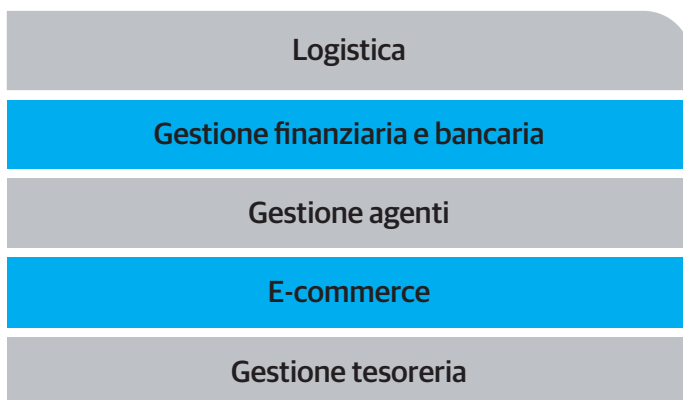 Logistica
Gestione finanziaria e bancaria
Gestione agenti
E-commerce
Gestione tesoreria